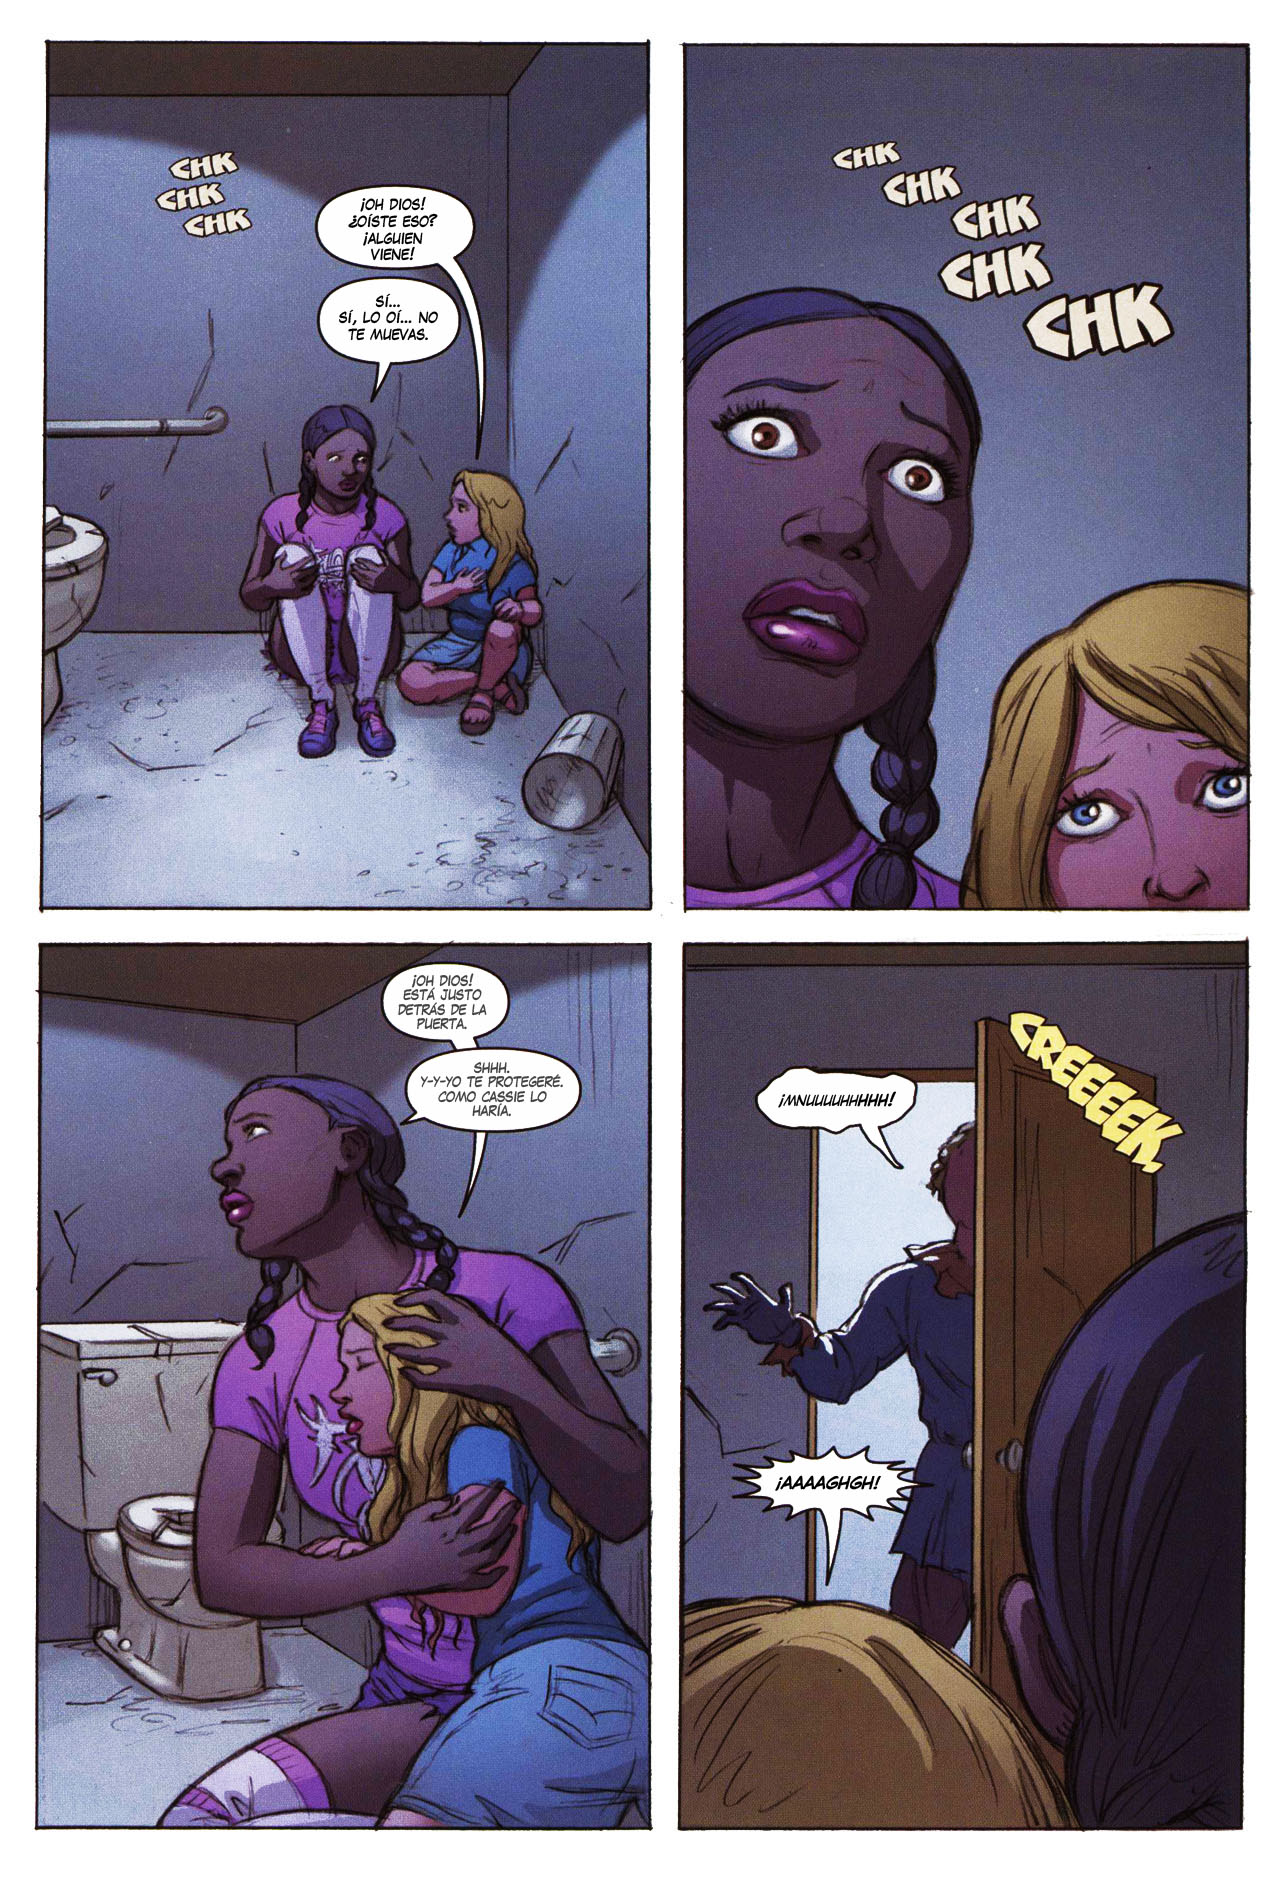 CHK
CHK
CHK
¡OH DIOS!
¿OÍSTE ESO?
¡ALGUIEN
VIENE!
SÍ...
SÍ, LO OÍ... NO
TE MUEVAS.
CHK
CHK
CHK
CHK
CHK
¡OH DIOS!
ESTÁ JUSTO
DETRÁS DE LA
PUERTA.
SHHH.
Y-Y-YO TE PROTEGERÉ.
COMO CASSIE LO
HARÍA.
CREEEEK
¡MNUUUUHHHHH!
¡AAAAGHGH!